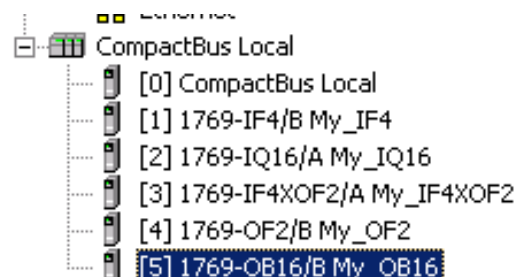 CompactBus Local
[0] CompactBus Local
[1] 1769-IF4/B My_IF4
[2] 1769-IQ16/A My_IQ16
[3] 1769-IF4XOF2/A My_IF4XOF2
[4] 1769-OF2/B My_OF2
[5] 1769-OB16/B My_OB16